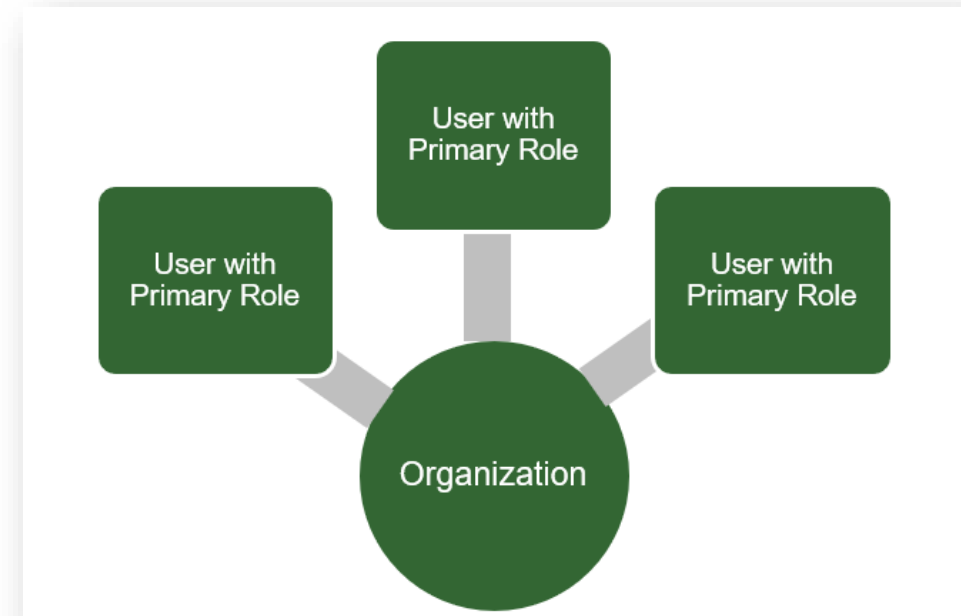 User with
Primary Role
User with
Primary Role
User with
Primary Role
Organization